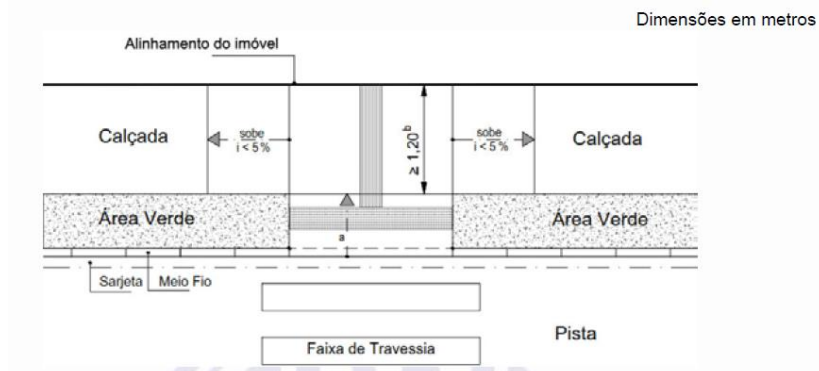 Dimensões em metros
Alinhamento do imóvel
Calçada
sobe
i < 5 %
≥ 1,20 b
sobe
i < 5 %
Calçada
Área Verde
a
Área Verde
Sarjeta
Meio Fio
Pista
Faixa de Travessia